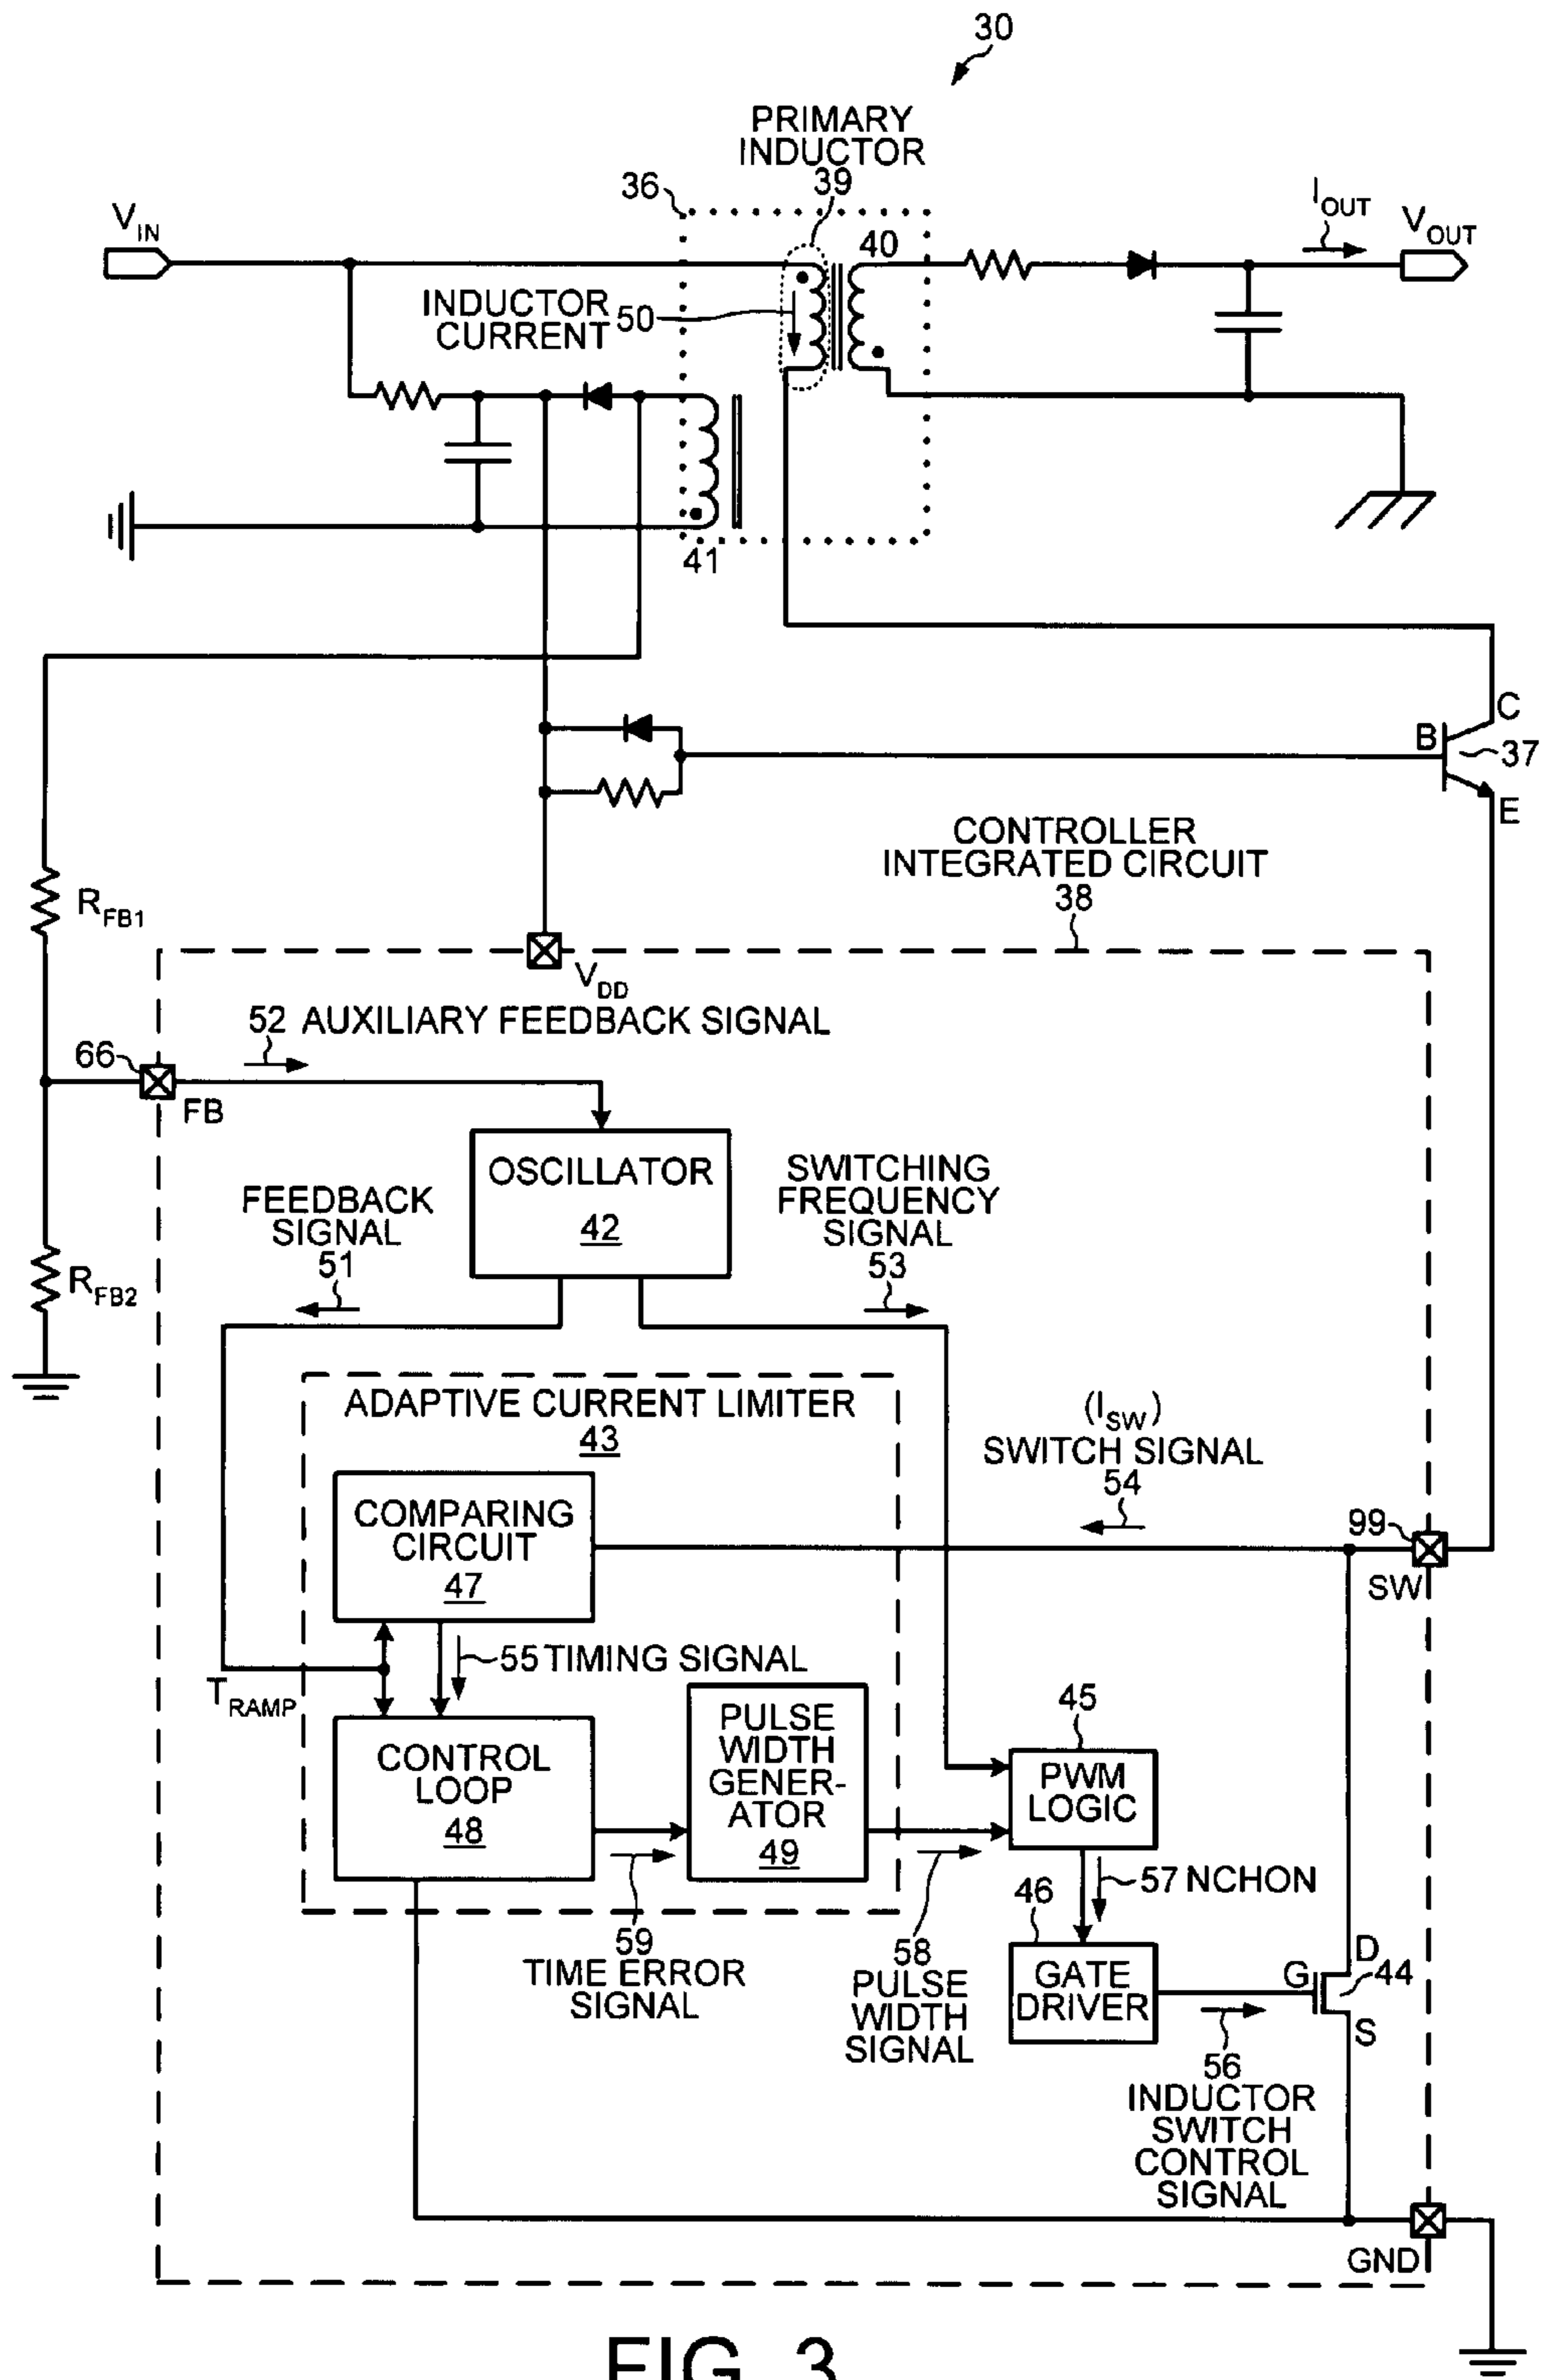 30
PRIMARY
INDUCTOR
39
36
V_IN
40
I_OUT
V_OUT
INDUCTOR
CURRENT
50
41
C
B
37
E
CONTROLLER
INTEGRATED CIRCUIT
38
R_FB1
V_DD
52 AUXILIARY FEEDBACK SIGNAL
66
FB
OSCILLATOR
42
FEEDBACK
SIGNAL
51
SWITCHING
FREQUENCY
SIGNAL
53
R_FB2
ADAPTIVE CURRENT LIMITER
43
(I_SW)
SWITCH SIGNAL
54
COMPARING
CIRCUIT
47
99
SW
55 TIMING SIGNAL
T_RAMP
CONTROL
LOOP
48
PULSE
WIDTH
GENER-
ATOR
49
45
PWM
LOGIC
57 NCHON
46
59
TIME ERROR
SIGNAL
58
PULSE
WIDTH
SIGNAL
GATE
DRIVER
D
G
44
S
56
INDUCTOR
SWITCH
CONTROL
SIGNAL
GND
FIG. 3